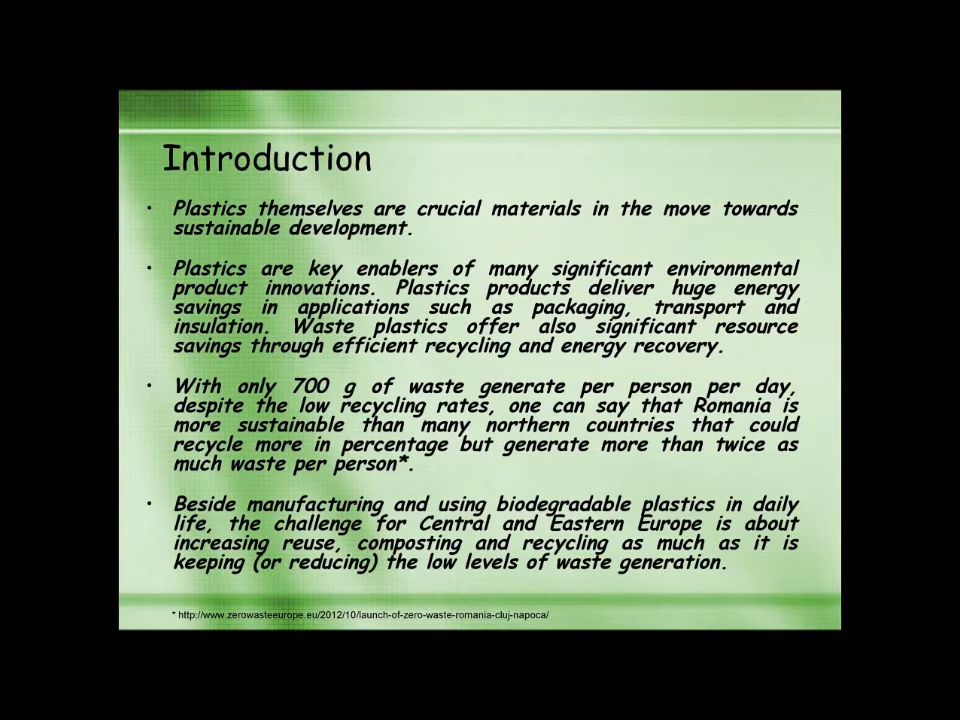 Introduction
• Plastics themselves are crucial materials in the move towards
sustainable development.
• Plastics are key enablers of many significant environmental
product innovations. Plastics products deliver huge energy
savings in applications such as packaging, transport and
insulation. Waste plastics offer also significant resource
savings through efficient recycling and energy recovery.
• With only 700 g of waste generate per person per day,
despite the low recycling rates, one can say that Romania is
more sustainable than many northern countries that could
recycle more in percentage but generate more than twice as
much waste per person*.
• Beside manufacturing and using biodegradable plastics in daily
life, the challenge for Central and Eastern Europe is about
increasing reuse, composting and recycling as much as it is
keeping (or reducing) the low levels of waste generation.
* http://www.zerowasteeurope.eu/2012/10/launch-of-zero-waste-romania-cluj-napoca/